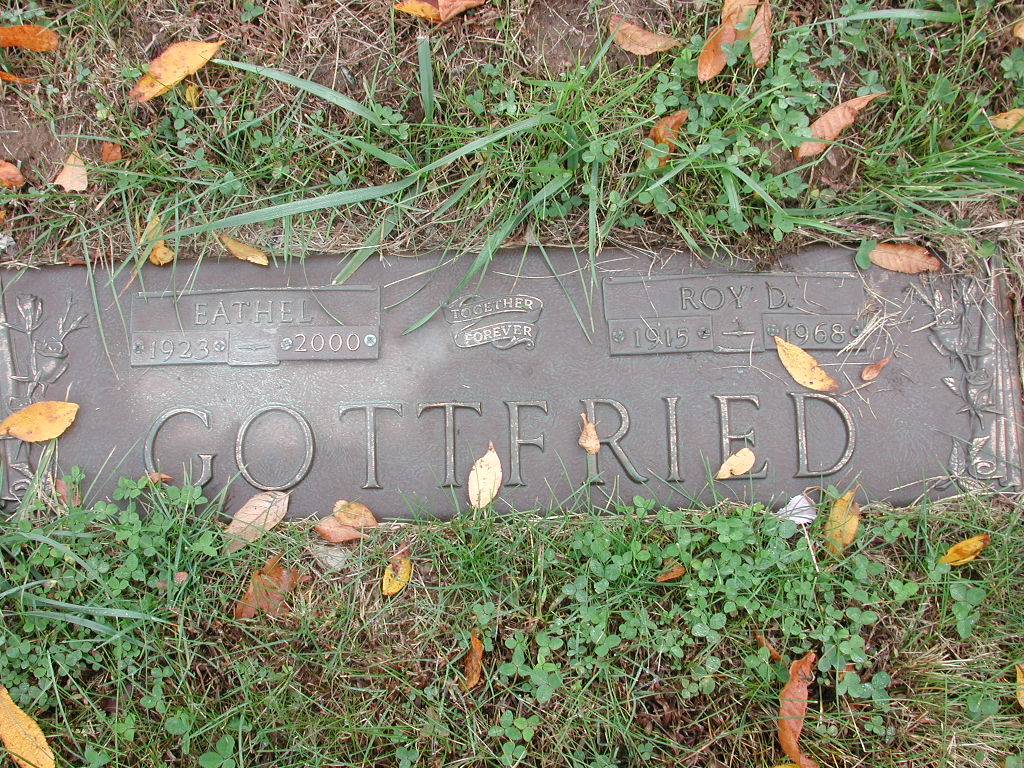 EATHEL
1923 2000
TOGETHER
FOREVER
ROY D.
1915 1968
GOTTFRIED